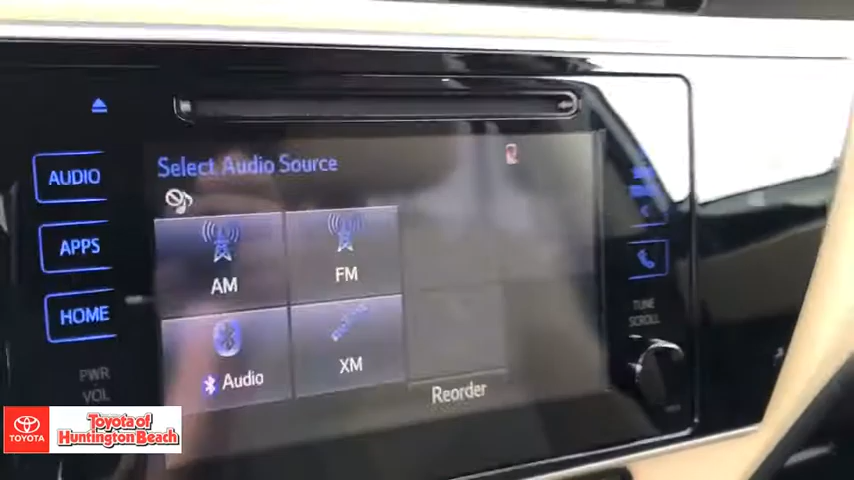 Select Audio Source
AUDIO
APPS
HOME
PWR
VOL
AM
FM
Audio
XM
Reorder
TUNE
SCROLL
TOYOTA
Toyota of
Huntington Beach